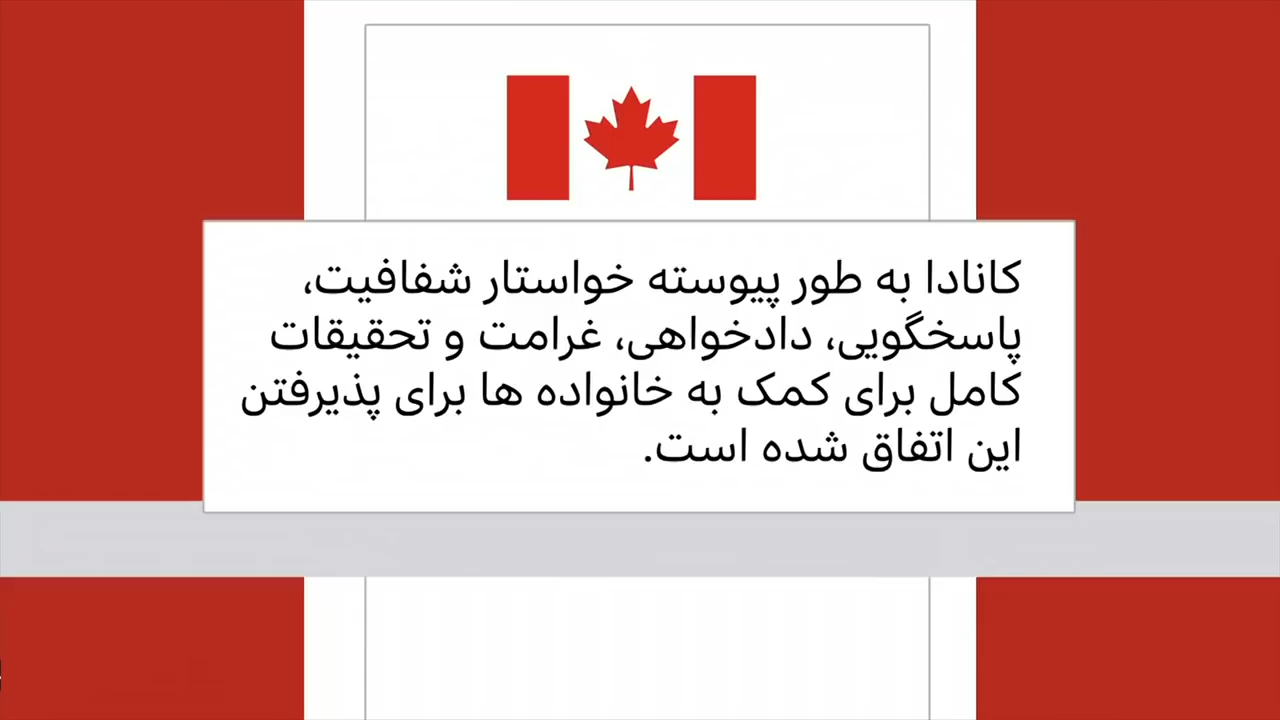 کانادا به طور پیوسته خواستار شفافیت،
پاسخگویی، دادخواهی، غرامت و تحقیقات
کامل برای کمک به خانواده ها برای پذیرفتن
این اتفاق شده است.